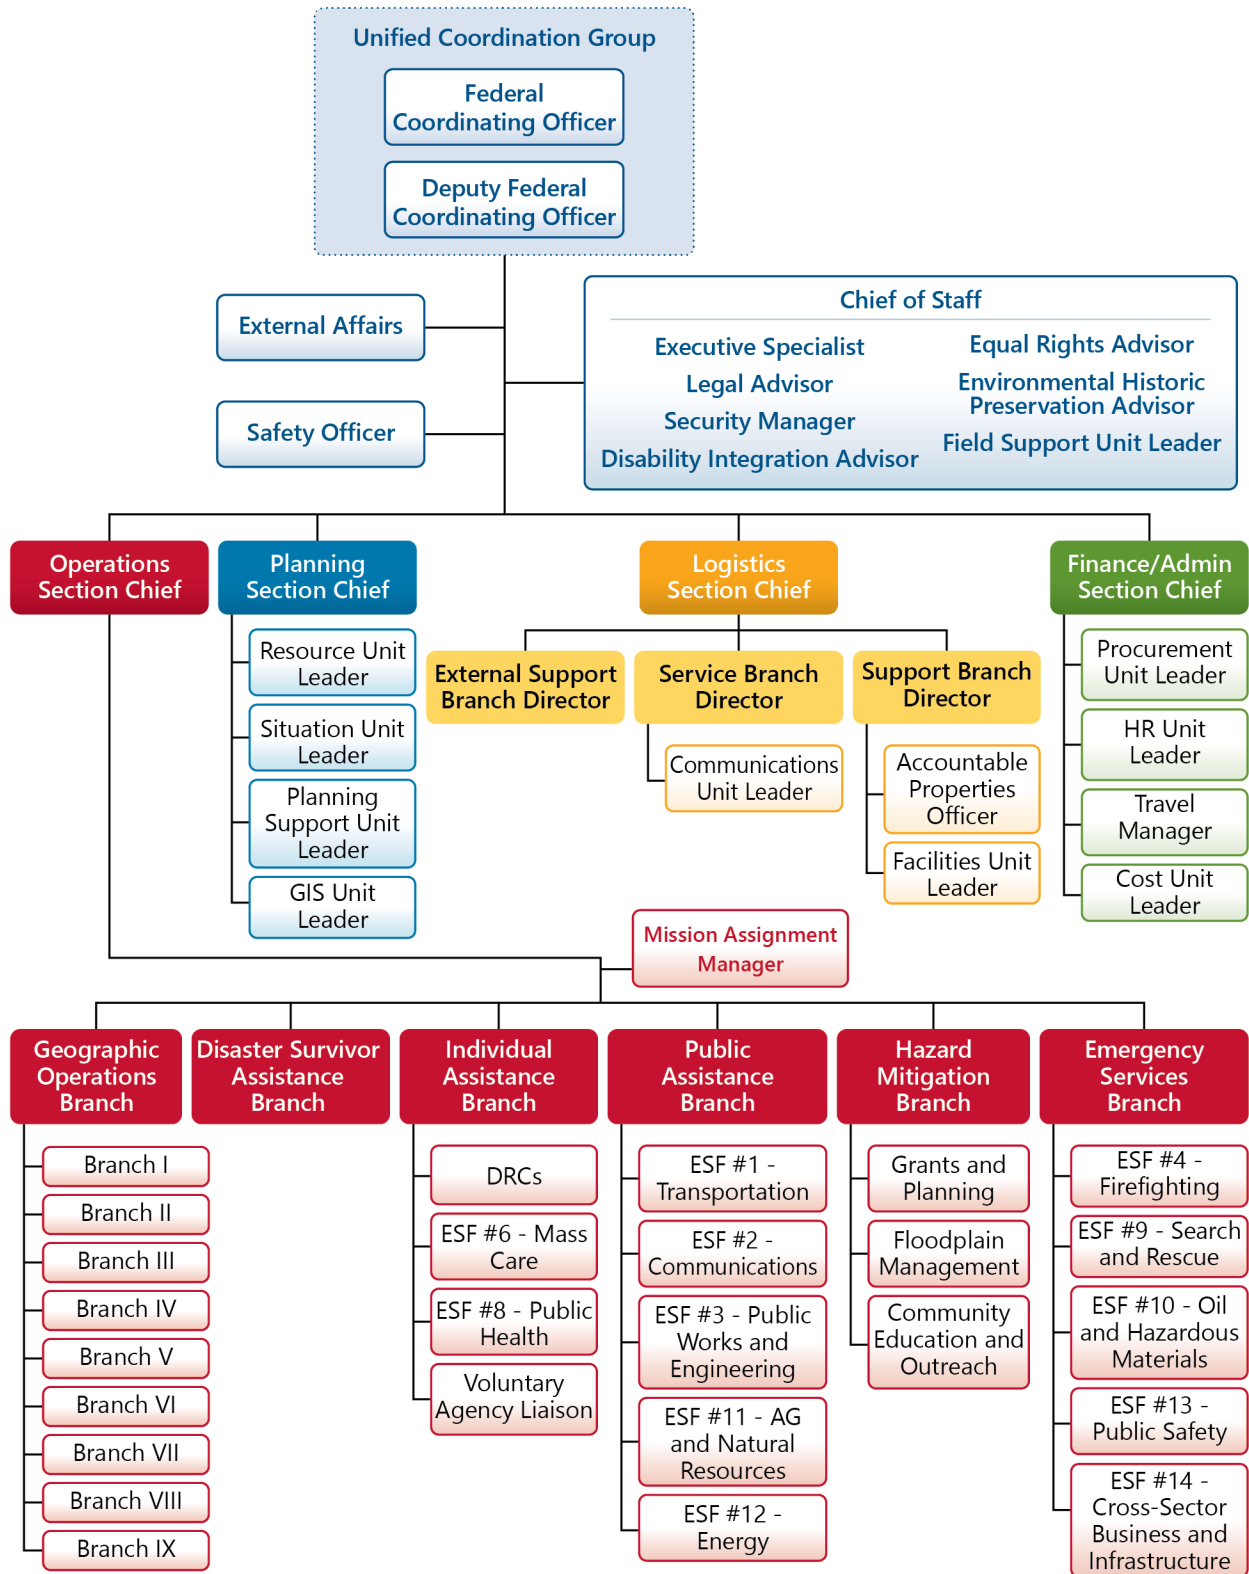 Unified Coordination Group
Federal
Coordinating Officer
Deputy Federal
Coordinating Officer
External Affairs
Safety Officer
Chief of Staff
Executive Specialist
Legal Advisor
Security Manager
Disability Integration Advisor
Equal Rights Advisor
Environmental Historic
Preservation Advisor
Field Support Unit Leader
Operations
Section Chief
Planning
Section Chief
Logistics
Section Chief
Finance/Admin
Section Chief
Resource Unit
Leader
Situation Unit
Leader
Planning
Support Unit
Leader
GIS Unit
Leader
External Support
Branch Director
Service Branch
Director
Communications
Unit Leader
Support Branch
Director
Accountable
Properties
Officer
Facilities Unit
Leader
Procurement
Unit Leader
HR Unit
Leader
Travel
Manager
Cost Unit
Leader
Mission Assignment
Manager
Geographic
Operations
Branch
Branch I
Branch II
Branch III
Branch IV
Branch V
Branch VI
Branch VII
Branch VIII
Branch IX
Disaster Survivor
Assistance
Branch
Individual
Assistance
Branch
DRCs
ESF #6 - Mass
Care
ESF #8 - Public
Health
Voluntary
Agency Liaison
Public
Assistance
Branch
ESF #1 -
Transportation
ESF #2 -
Communications
ESF #3 - Public
Works and
Engineering
ESF #11 - AG
and Natural
Resources
ESF #12 -
Energy
Hazard
Mitigation
Branch
Grants and
Planning
Floodplain
Management
Community
Education and
Outreach
Emergency
Services
Branch
ESF #4 -
Firefighting
ESF #9 - Search
and Rescue
ESF #10 - Oil
and Hazardous
Materials
ESF #13 -
Public Safety
ESF #14 -
Cross-Sector
Business and
Infrastructure